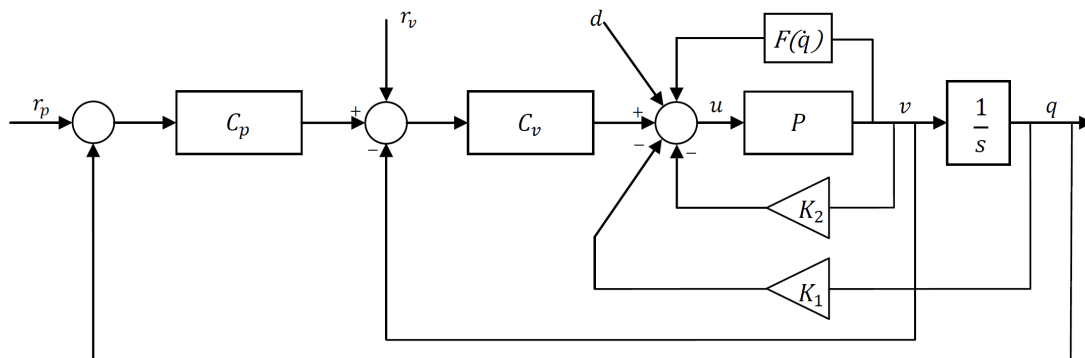 r_v
d
F(q̇)
r_p
C_p
+
−
C_v
+
−
−
−
u
P
v
1
s
q
K_2
K_1